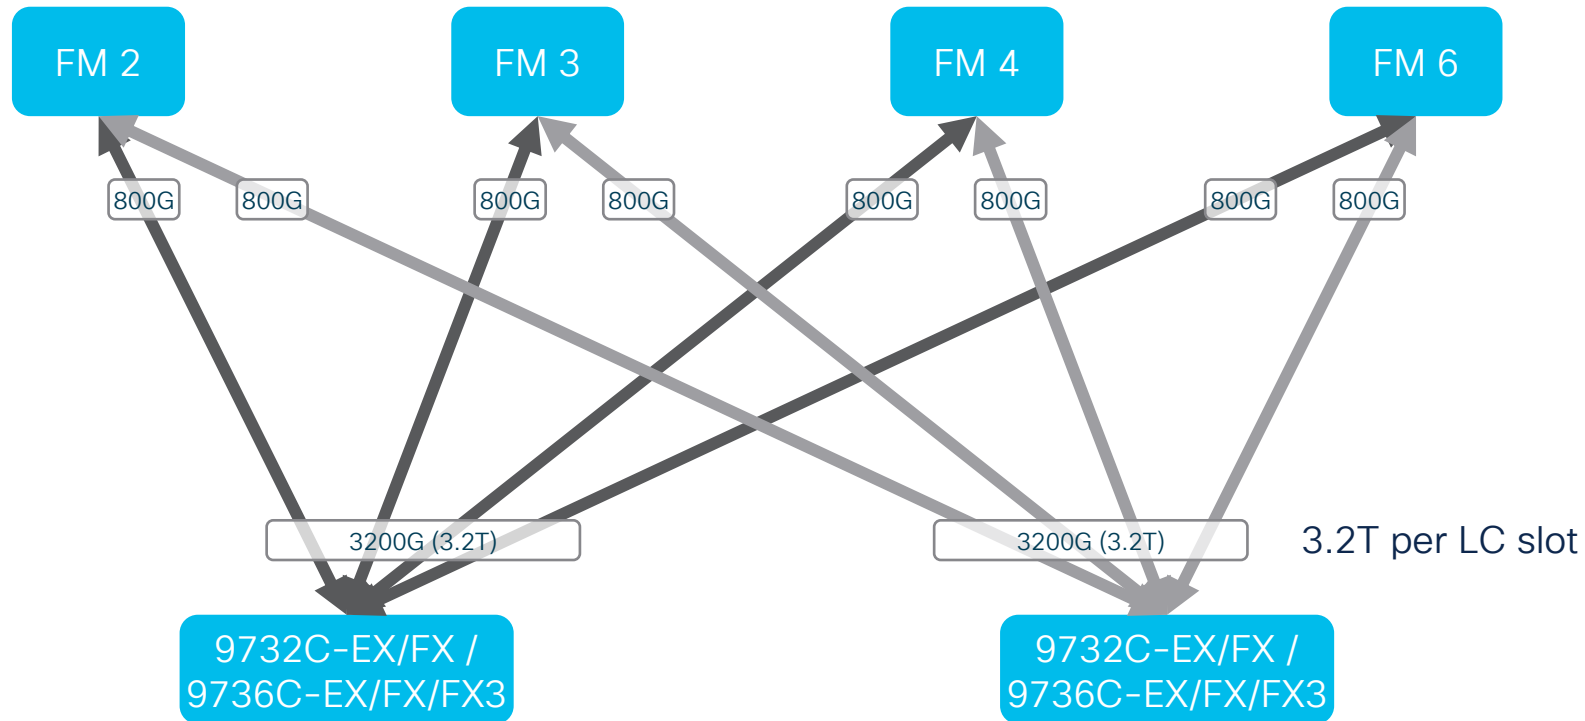 FM 2
FM 3
FM 4
FM 6
800G
800G
800G
800G
800G
800G
800G
800G
3200G (3.2T)
3200G (3.2T)
3.2T per LC slot
9732C-EX/FX /
9736C-EX/FX/FX3
9732C-EX/FX /
9736C-EX/FX/FX3